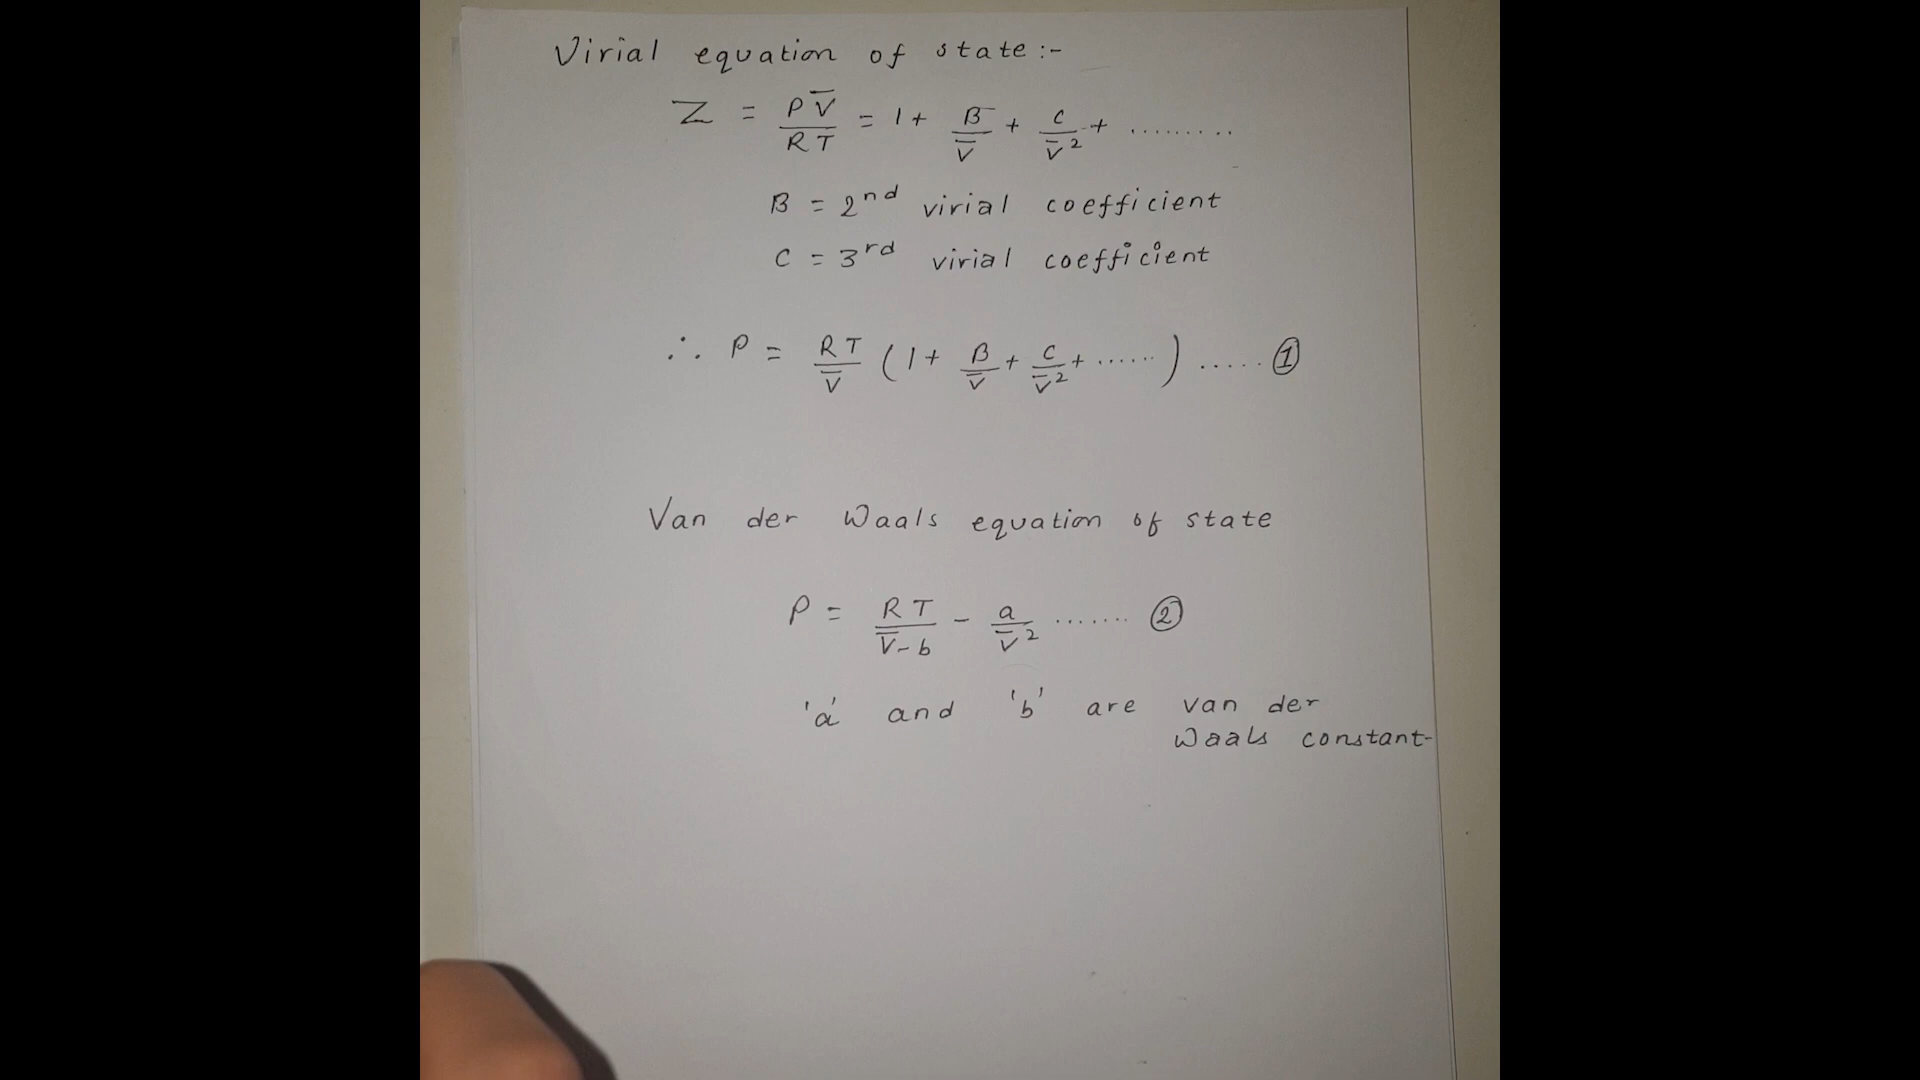 Virial equation of state :-
Z = PV̅/RT = 1 + B/V̅ + C/V̅² + .........
B = 2nd virial coefficient
C = 3rd virial coefficient
∴ P = RT/V̅ (1 + B/V̅ + C/V̅² + ......) ...... ①
Van der Waals equation of state
P = RT/V̅-b - a/V̅² ....... ②
'a' and 'b' are van der
Waals constant-